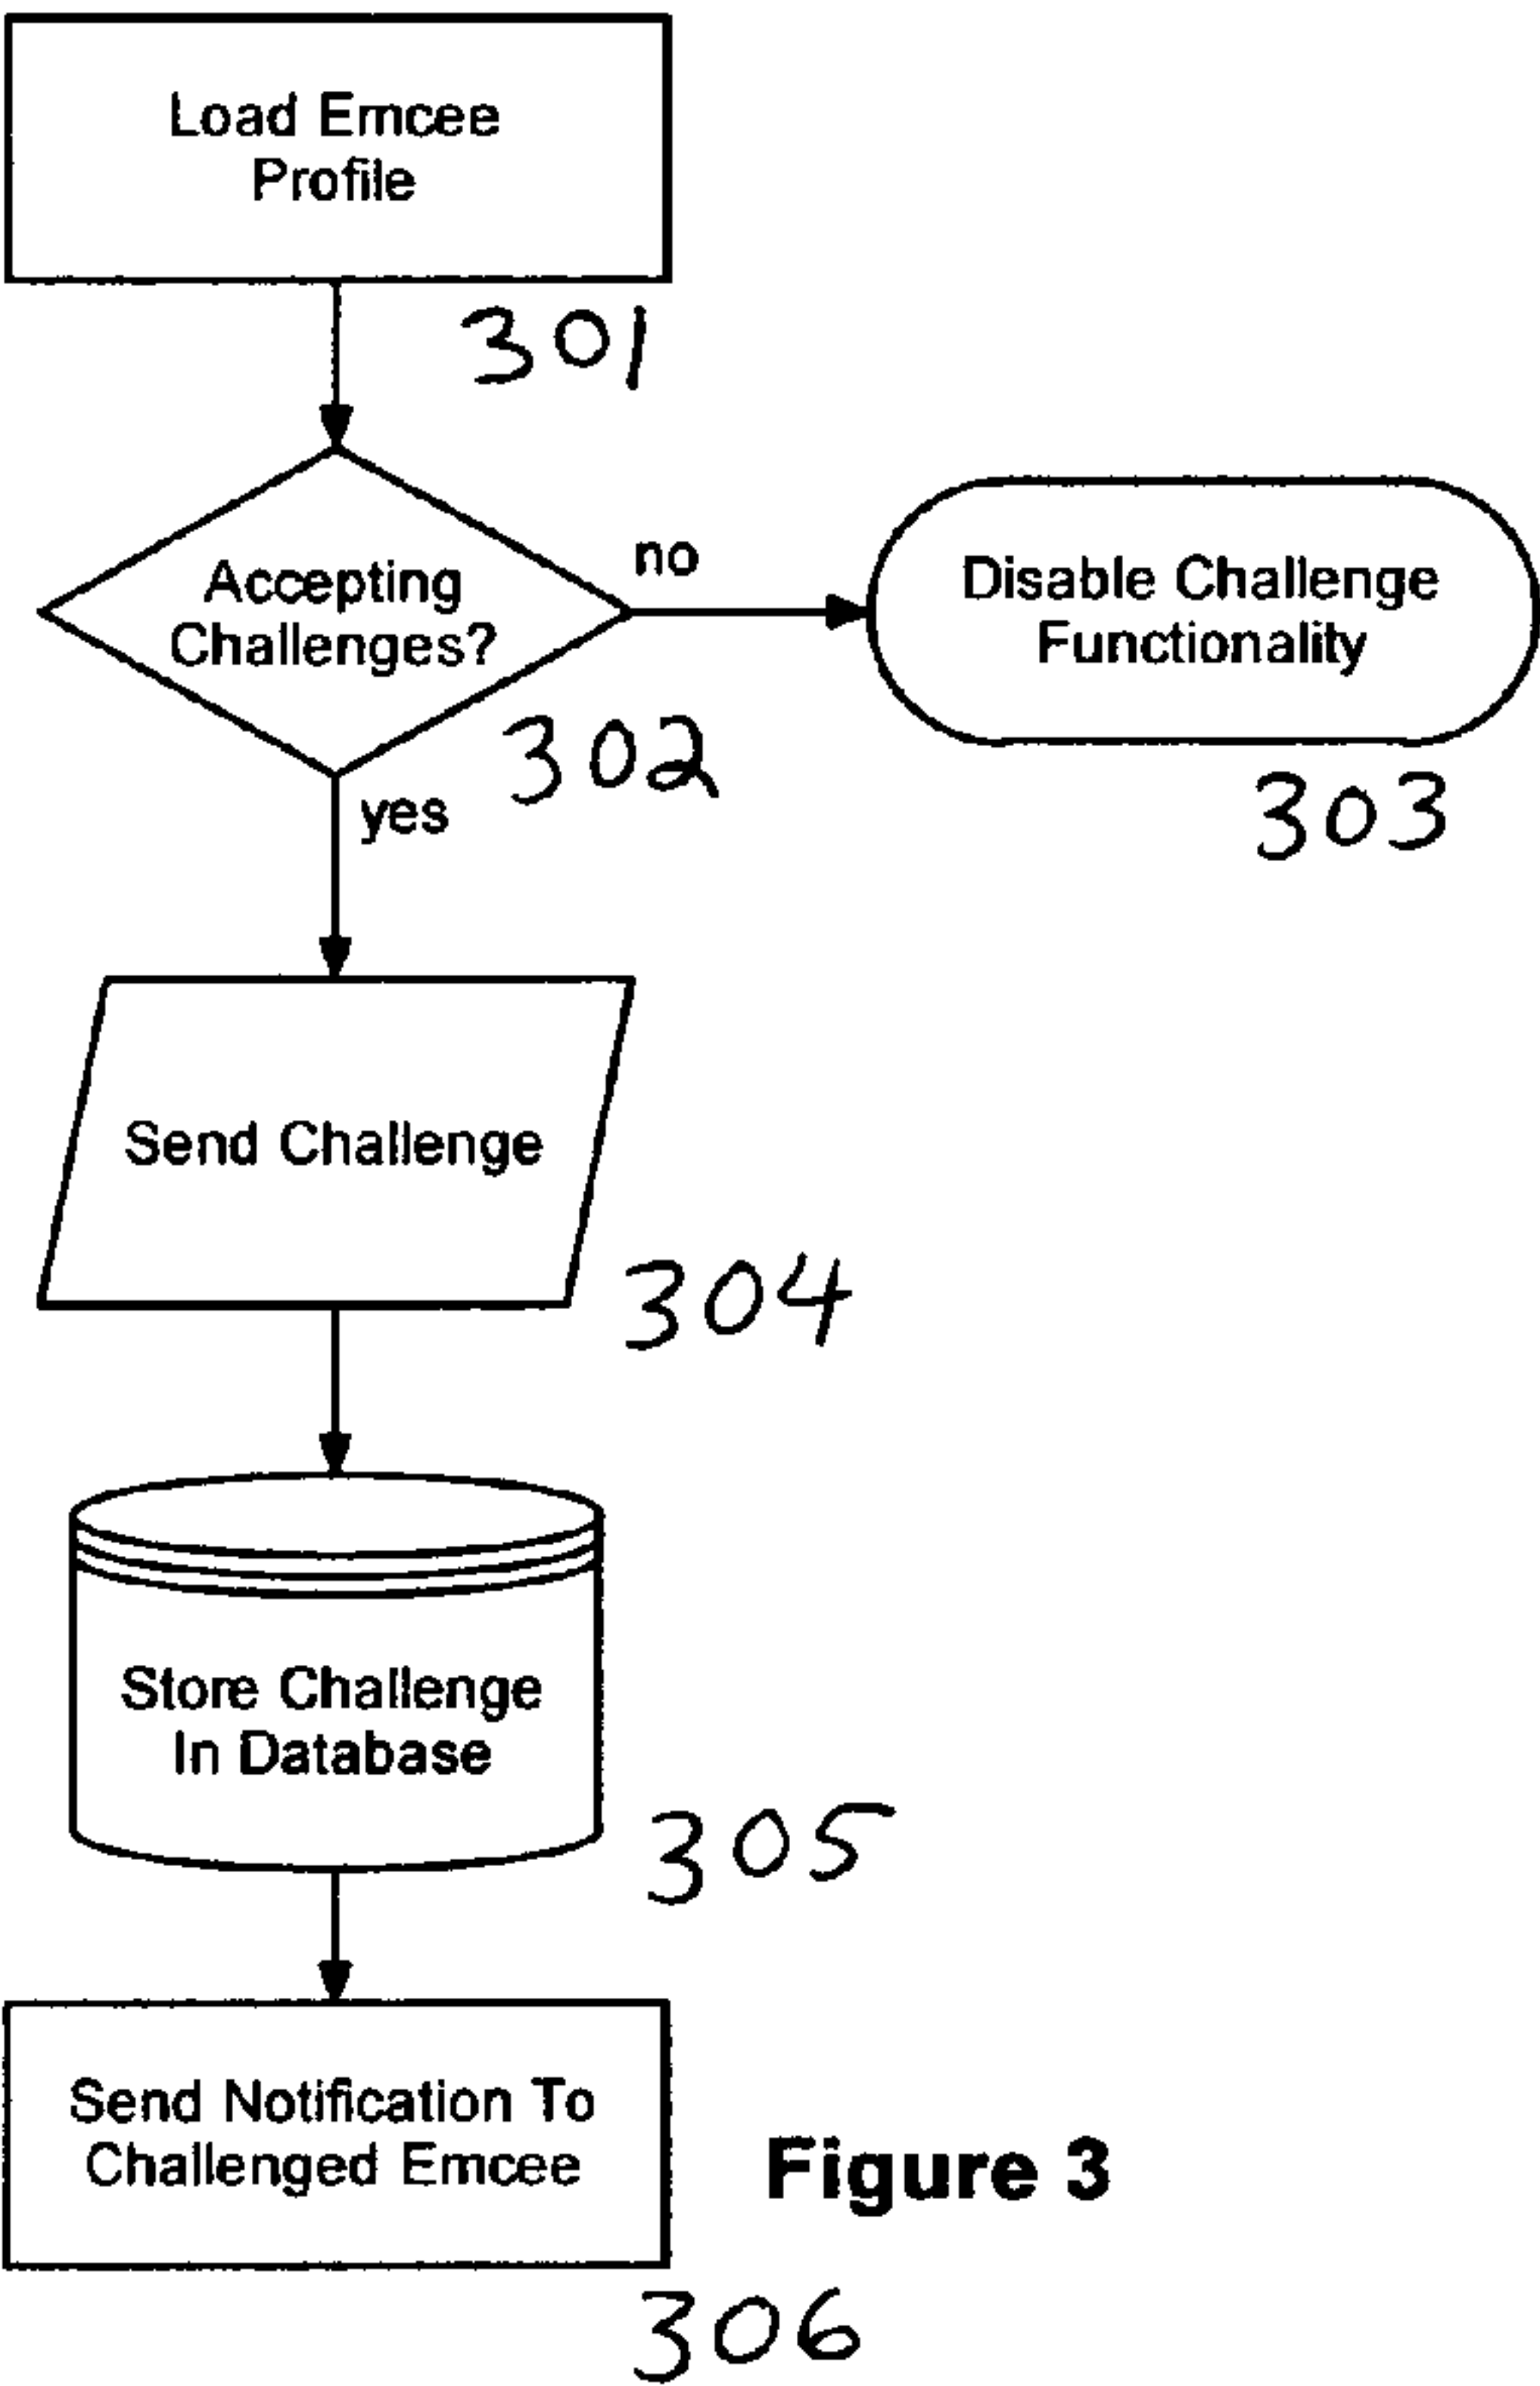 Load Emcee
Profile
301
Accepting
Challenges?
no
302
Disable Challenge
Functionality
303
yes
Send Challenge
304
Store Challenge
In Database
305
Send Notification To
Challenged Emcee
306
Figure 3